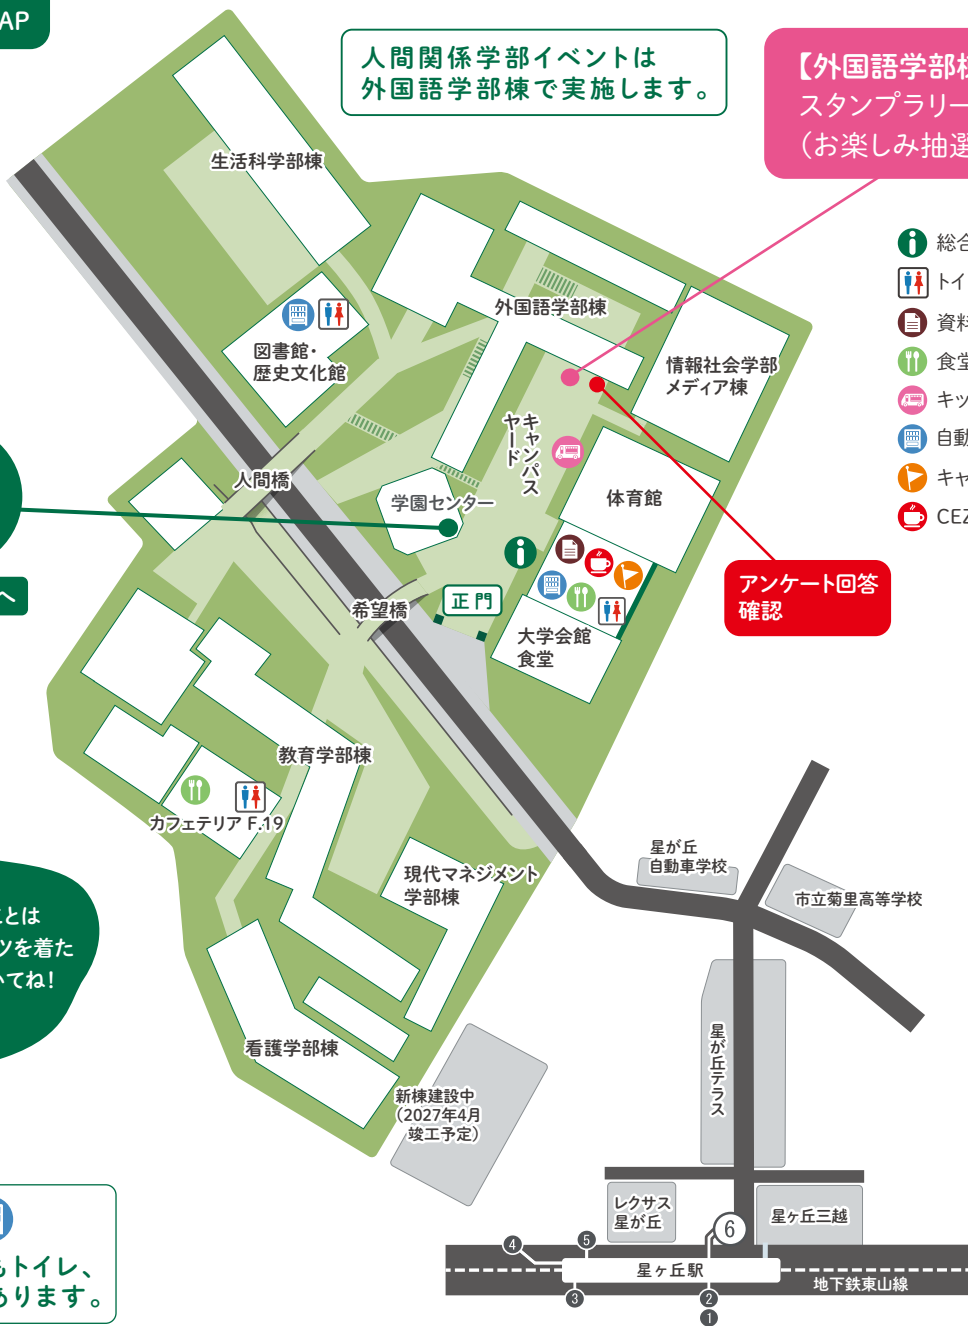 AP
人間関係学部イベントは
外国語学部棟で実施します。
【外国語学部棟
スタンプラリー
（お楽しみ抽選
総合
トイ
資料
食堂
キッ
自動
キャ
CEZ
生活科学部棟
外国語学部棟
図書館・
歴史文化館
情報社会学部
メディア棟
キャンパス
ヤード
人間橋
学園センター
体育館
へ
希望橋
正門
大学会館
食堂
アンケート回答
確認
教育学部棟
カフェテリア F.19
現代マネジメント
学部棟
星が丘
自動車学校
市立菊里高等学校
とは
ツを着た
いてね！
看護学部棟
新棟建設中
（2027年4月
竣工予定）
星が丘テラス
レクサス
星が丘
星ヶ丘三越
6
5
4
星ヶ丘駅
地下鉄東山線
3
2
1
もトイレ、
あります。